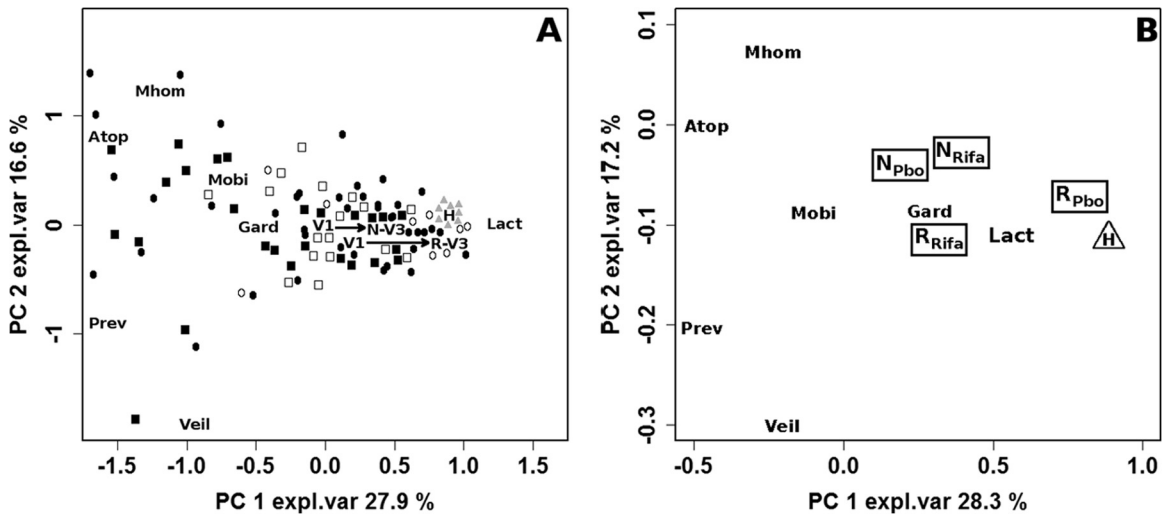 A
PC 2 expl.var 16.6 %
1
0
-1
Mhom
Atop
Mobi
Gard
H
Lact
V1 N-V3
V1 R-V3
Prev
Veil
-1.5 -1.0 -0.5 0.0 0.5 1.0 1.5
PC 1 expl.var 27.9 %
B
PC 2 expl.var 17.2 %
0.1
0.0
-0.1
-0.2
-0.3
Mhom
Atop
NPbo NRifa
RPbo
Mobi Gard
RRifa Lact H
Prev
Veil
-0.5 0.0 0.5 1.0
PC 1 expl.var 28.3 %